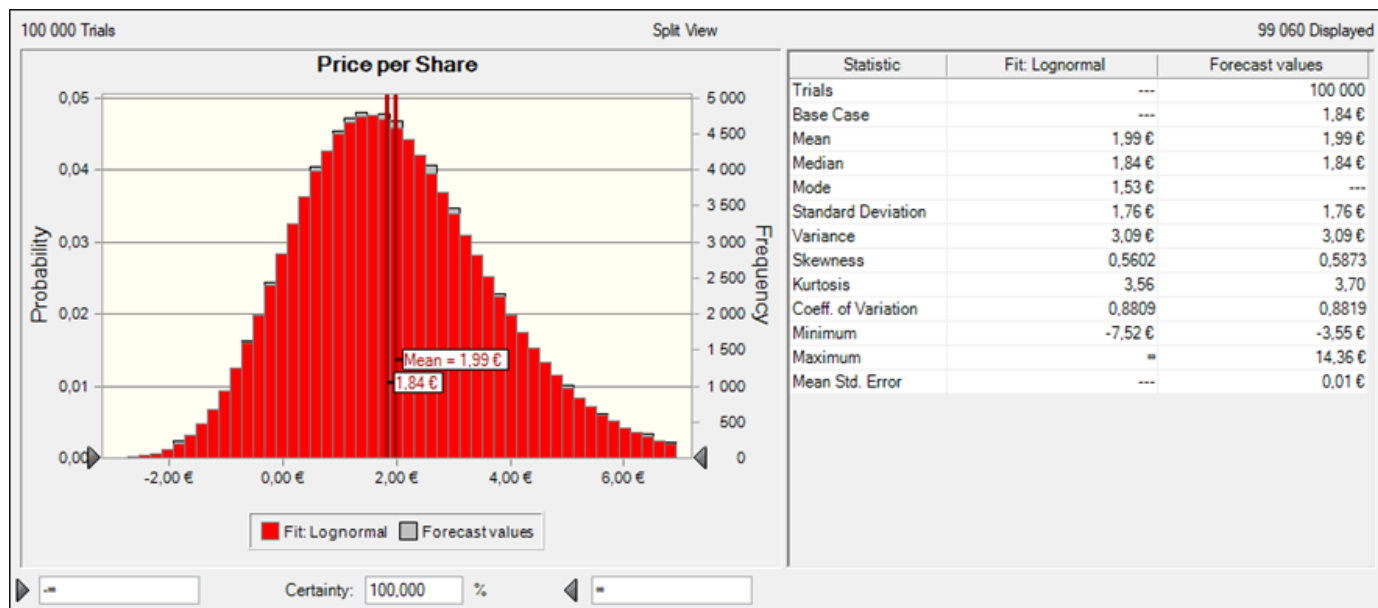 100 000 Trials Split View 99 060 Displayed
Price per Share
Probability
0,05
0,04
0,03
0,02
0,01
0,00
Frequency
5 000
4 500
4 000
3 500
3 000
2 500
2 000
1 500
1 000
500
0
Mean = 1,99 €
1,84 €
-2,00 € 0,00 € 2,00 € 4,00 € 6,00 €
Fit: Lognormal Forecast values
Statistic Fit: Lognormal Forecast values
Trials --- 100 000
Base Case --- 1,84 €
Mean 1,99 € 1,99 €
Median 1,84 € 1,84 €
Mode 1,53 € ---
Standard Deviation 1,76 € 1,76 €
Variance 3,09 € 3,09 €
Skewness 0,5602 0,5873
Kurtosis 3,56 3,70
Coeff. of Variation 0,8809 0,8819
Minimum -7,52 € -3,55 €
Maximum ∞ 14,36 €
Mean Std. Error --- 0,01 €
-∞ Certainty: 100,000 % ∞